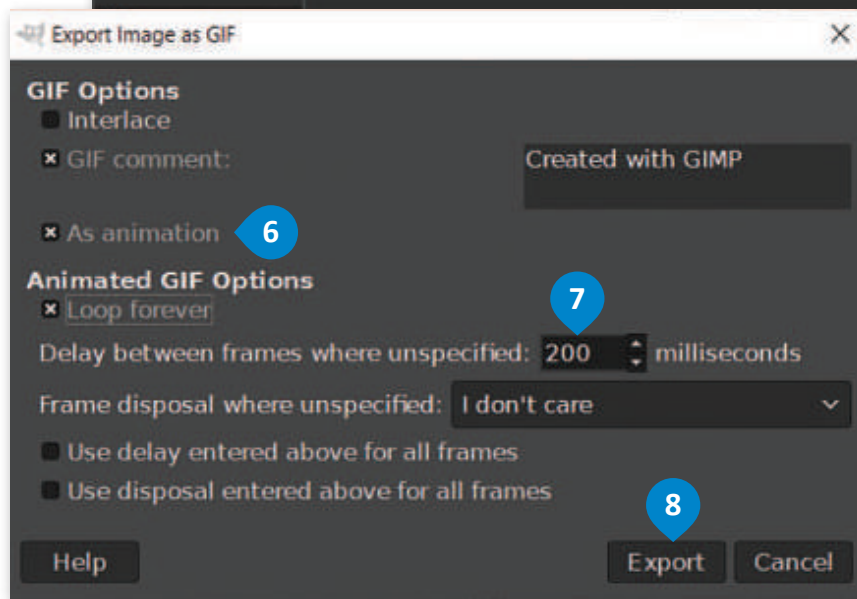 Export Image as GIF
GIF Options
Interlace
GIF comment:
Created with GIMP
As animation
6
Animated GIF Options
Loop forever
7
Delay between frames where unspecified: 200 milliseconds
Frame disposal where unspecified: I don't care
Use delay entered above for all frames
Use disposal entered above for all frames
8
Help
Export
Cancel